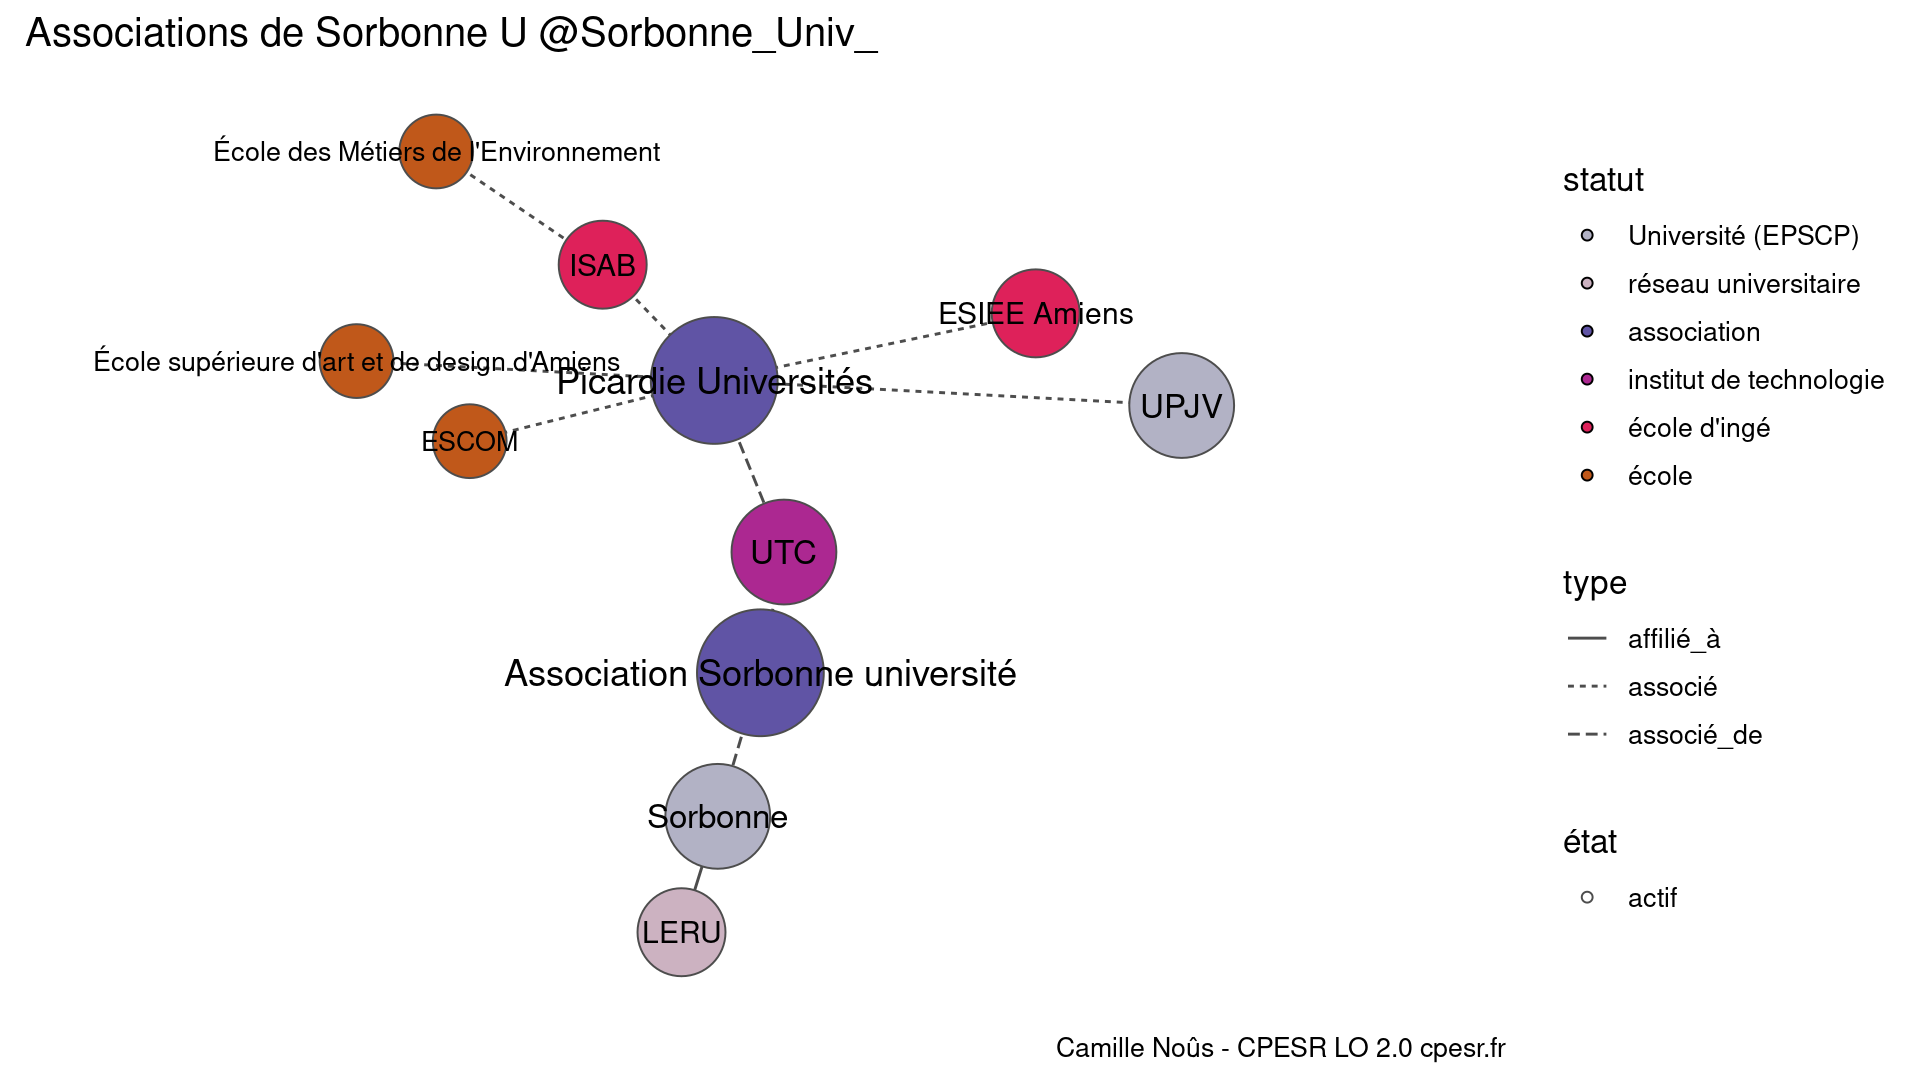 Associations de Sorbonne U @Sorbonne_Univ_
École des Métiers de l'Environnement
ISAB
ESIEE Amiens
École supérieure d'art et de design d'Amiens
Picardie Universités
UPJV
ESCOM
UTC
Association Sorbonne université
Sorbonne
LERU
statut
Université (EPSCP)
réseau universitaire
association
institut de technologie
école d'ingé
école
type
affilié_à
associé
associé_de
état
actif
Camille Noûs - CPESR LO 2.0 cpesr.fr